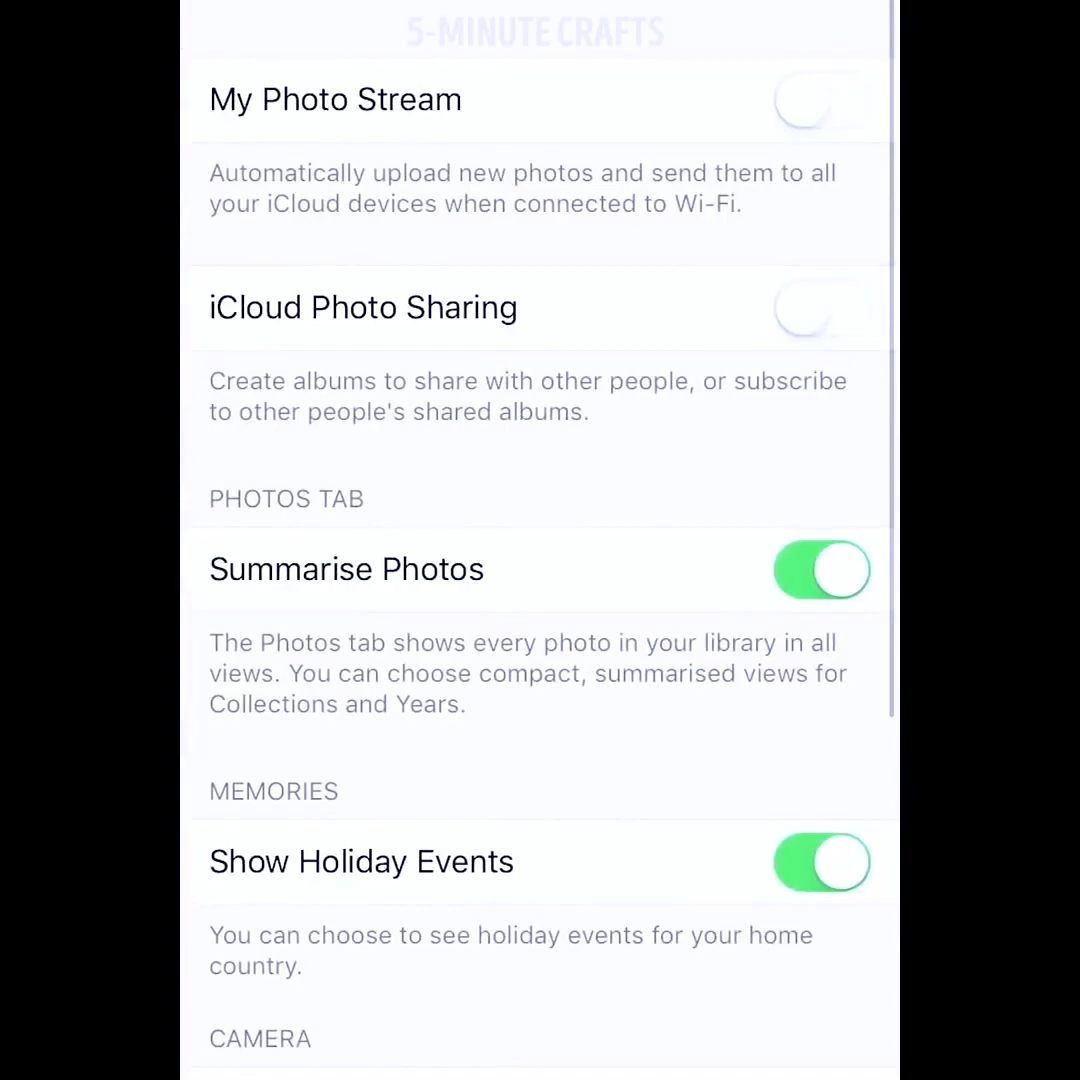 5-MINUTE CRAFTS
My Photo Stream
Automatically upload new photos and send them to all
your iCloud devices when connected to Wi-Fi.
iCloud Photo Sharing
Create albums to share with other people, or subscribe
to other people's shared albums.
PHOTOS TAB
Summarise Photos
The Photos tab shows every photo in your library in all
views. You can choose compact, summarised views for
Collections and Years.
MEMORIES
Show Holiday Events
You can choose to see holiday events for your home
country.
CAMERA